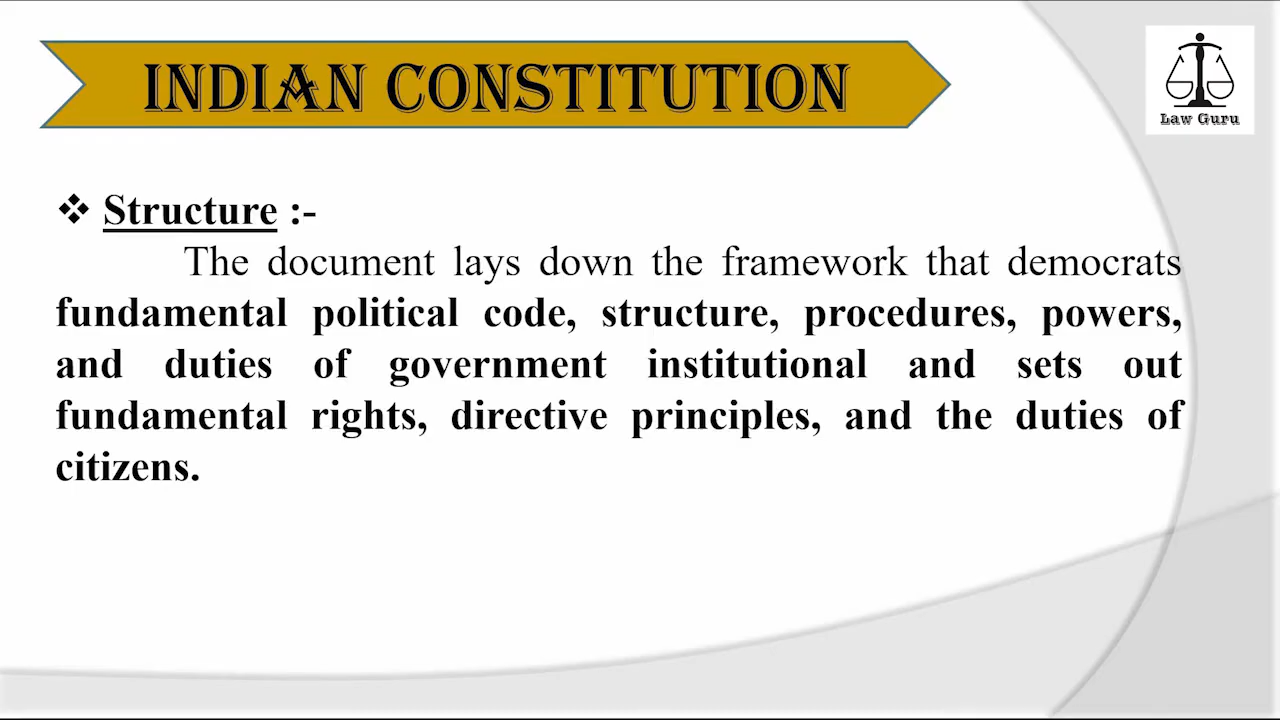 INDIAN CONSTITUTION
Law Guru
❖ Structure :-
The document lays down the framework that democrats
fundamental political code, structure, procedures, powers,
and duties of government institutional and sets out
fundamental rights, directive principles, and the duties of
citizens.